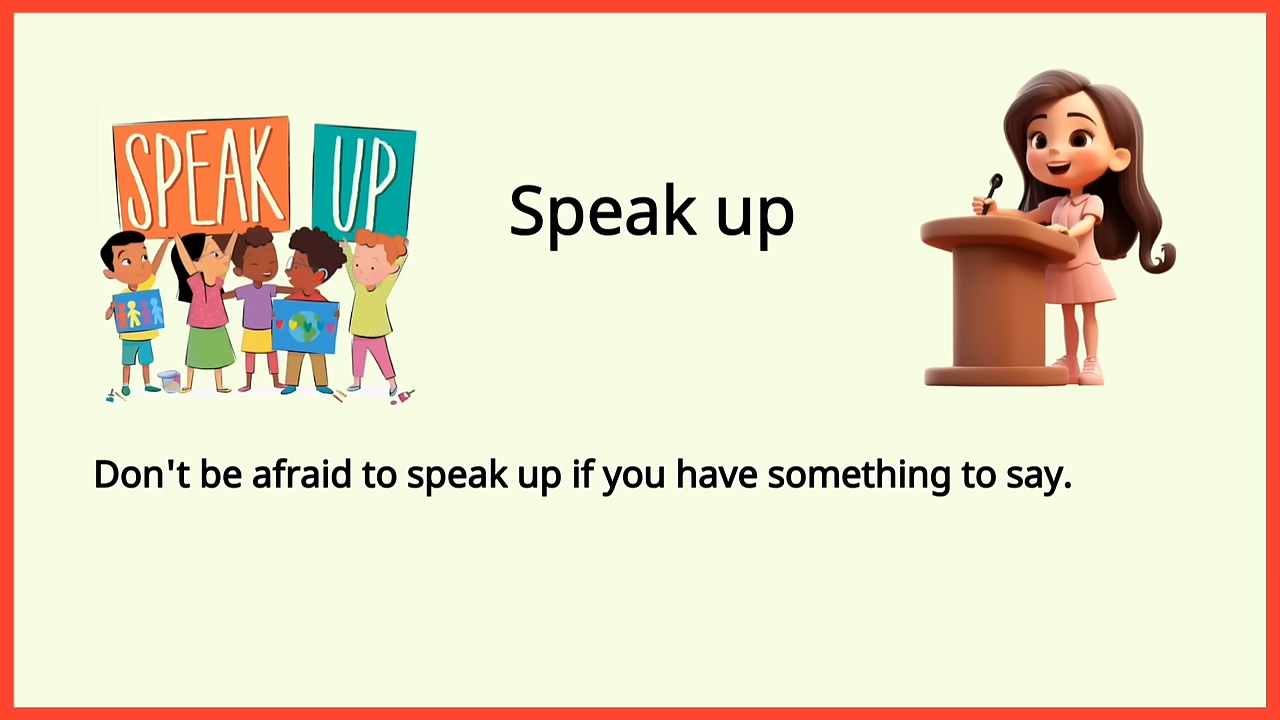 SPEAK UP
Speak up
Don't be afraid to speak up if you have something to say.